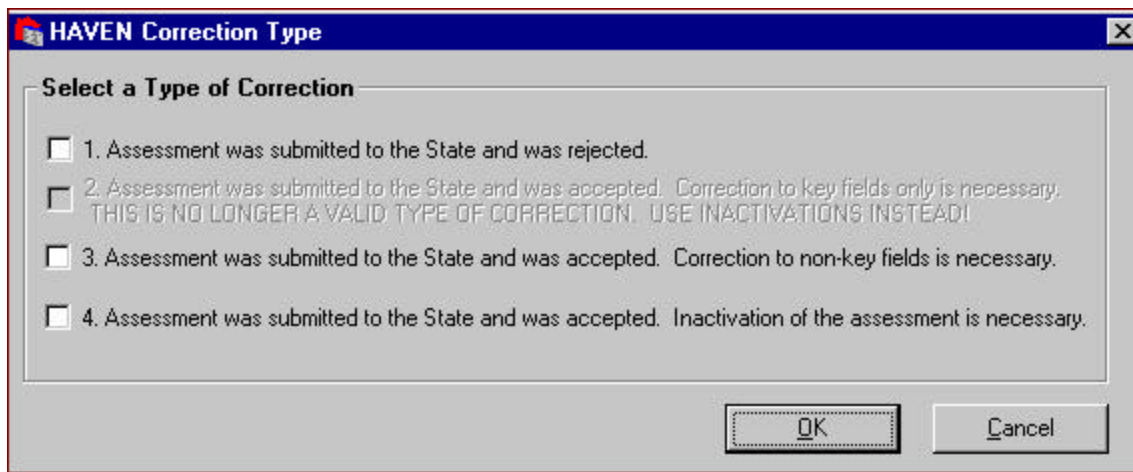 HAVEN Correction Type
Select a Type of Correction
1. Assessment was submitted to the State and was rejected.
2. Assessment was submitted to the State and was accepted.  Correction to key fields only is necessary.
THIS IS NO LONGER A VALID TYPE OF CORRECTION.  USE INACTIVATIONS INSTEAD!
3. Assessment was submitted to the State and was accepted.  Correction to non-key fields is necessary.
4. Assessment was submitted to the State and was accepted.  Inactivation of the assessment is necessary.
OK Cancel